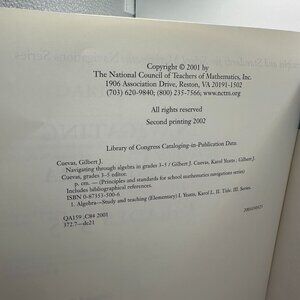 Copyright © 2001 by
The National Council of Teachers of Mathematics, Inc.
1906 Association Drive, Reston, VA 20191-1502
(703) 620-9840; (800) 235-7566; www.nctm.org
All rights reserved
Second printing 2002
Library of Congress Cataloging-in-Publication Data:
Cuevas, Gilbert J.
Navigating through algebra in grades 3–5 / Gilbert J. Cuevas, Karol Yeatts ; Gilbert J.
Cuevas, grades 3–5 editor.
p. cm. — (Principles and standards for school mathematics navigations series)
Includes bibliographical references.
ISBN 0-87353-500-6
1. Algebra—Study and teaching (Elementary) I. Yeatts, Karol L. II. Title. III. Series.
QA159 .C84 2001
372.7—dc21